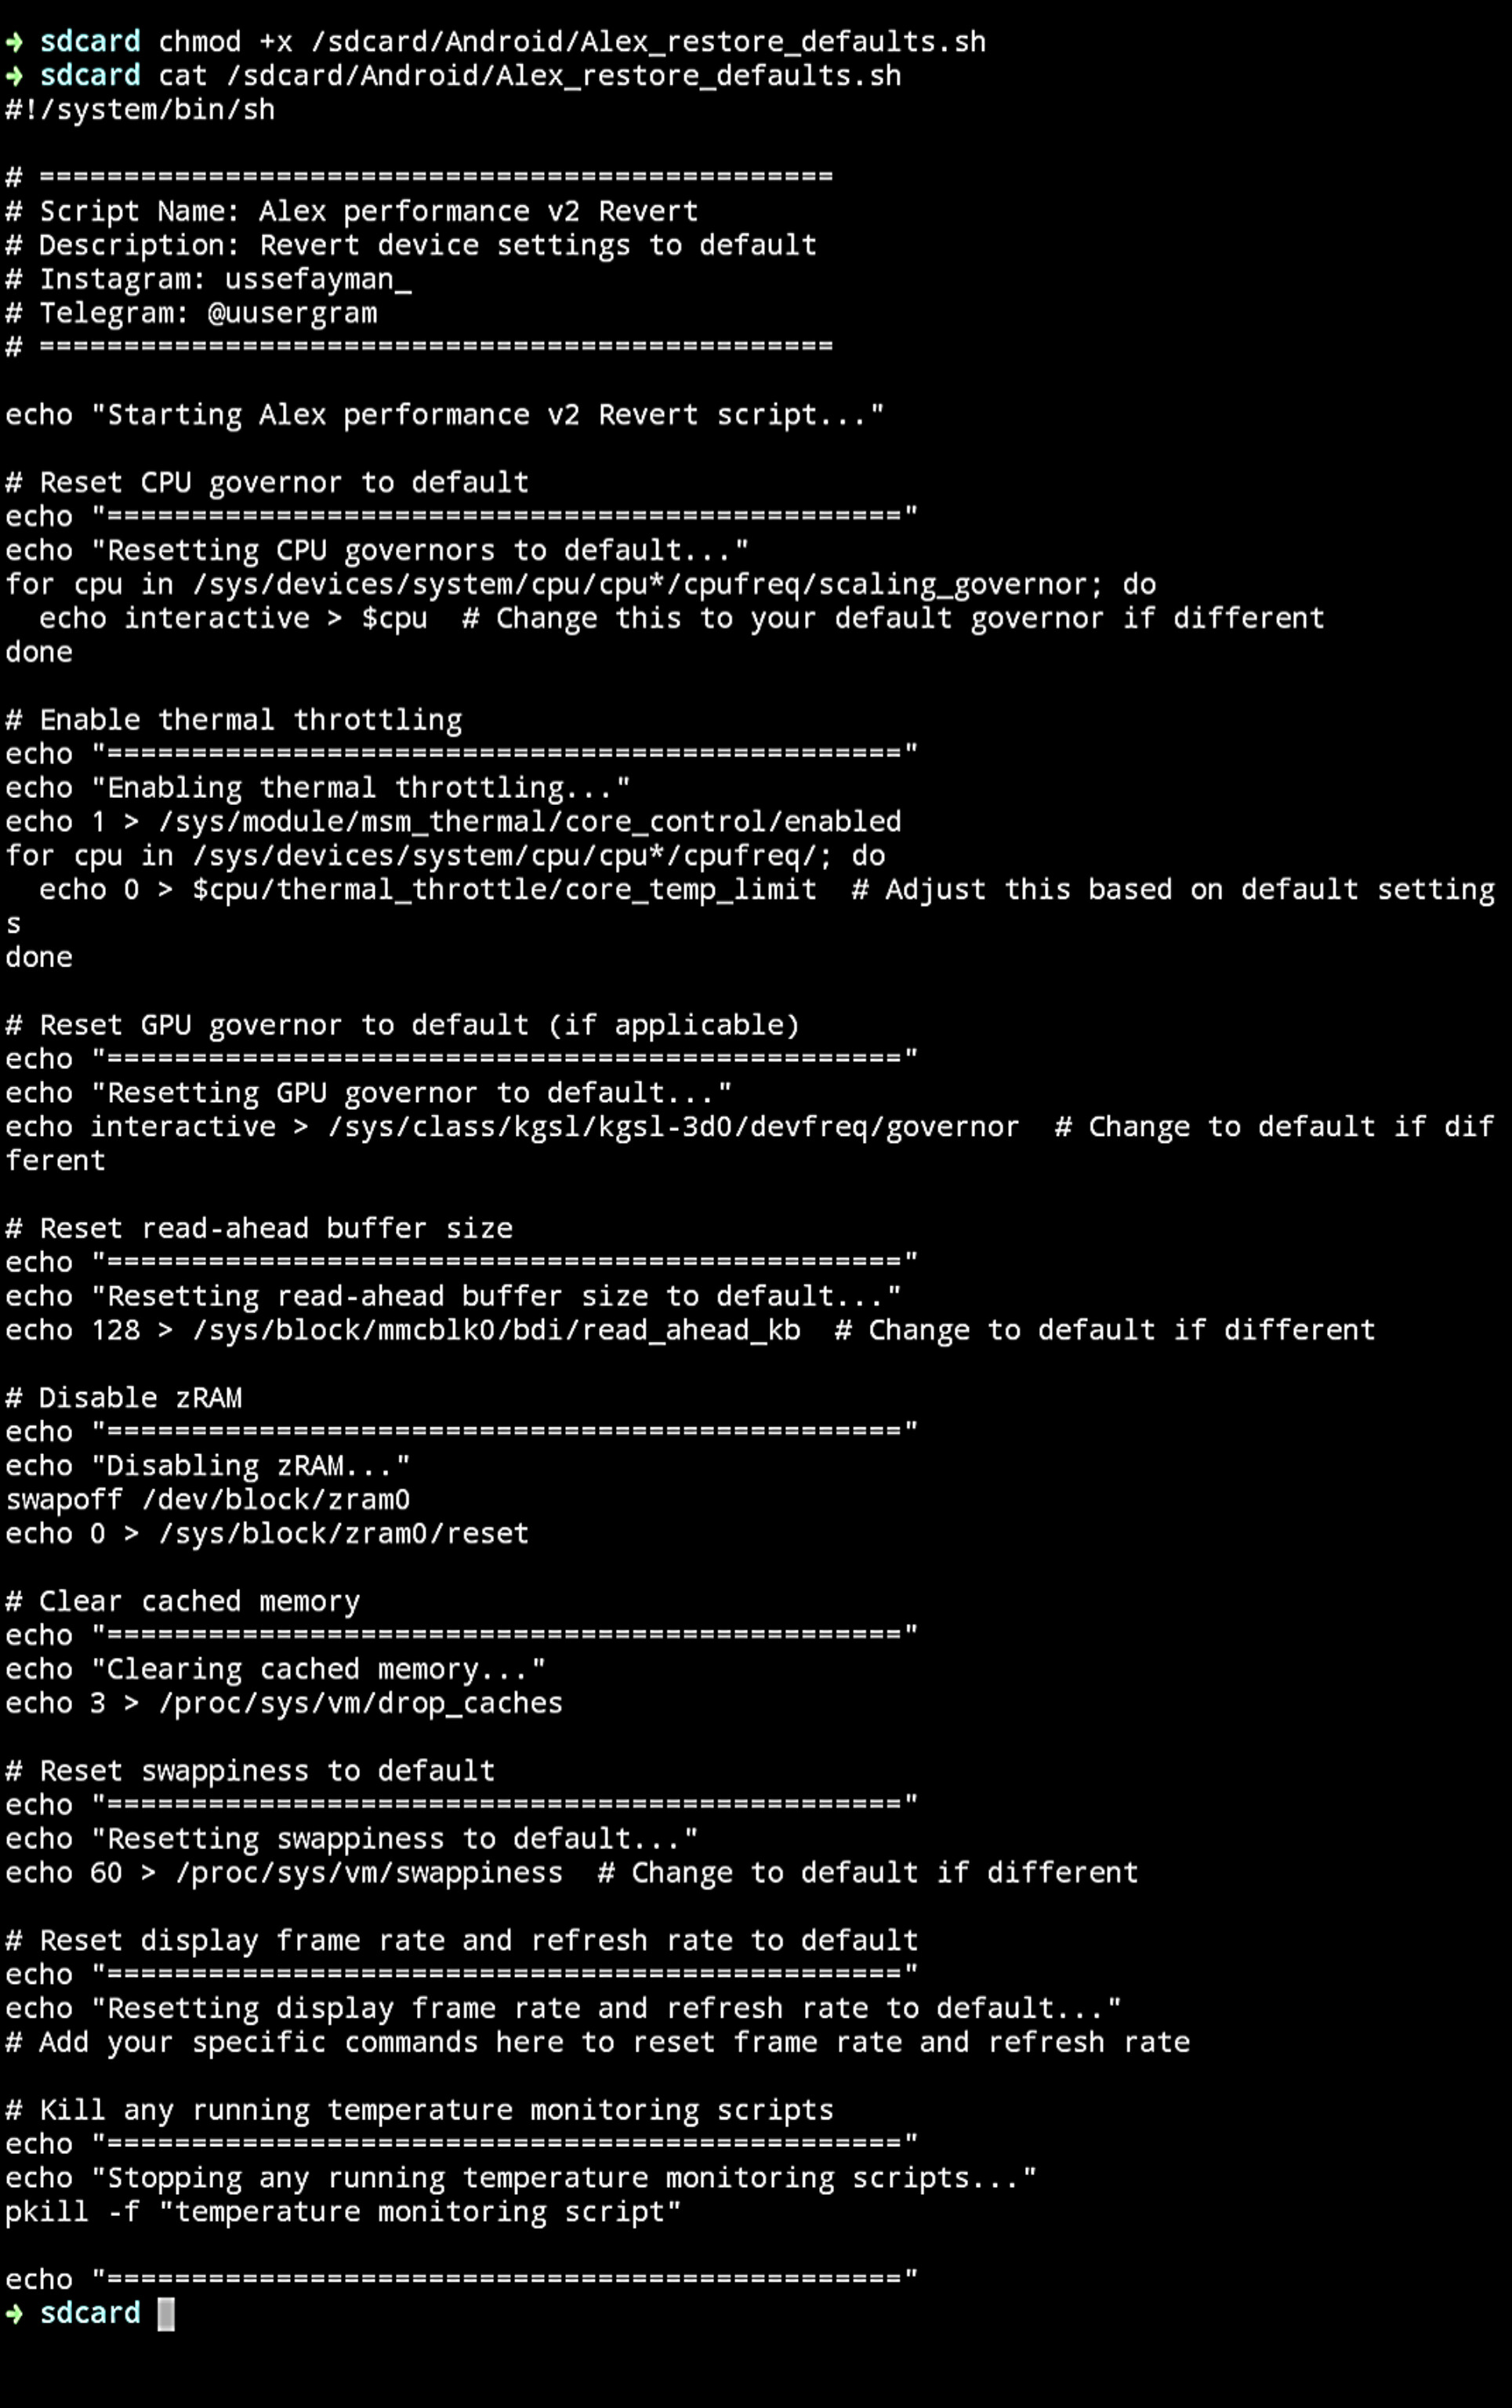 ➜ sdcard chmod +x /sdcard/Android/Alex_restore_defaults.sh
➜ sdcard cat /sdcard/Android/Alex_restore_defaults.sh
#!/system/bin/sh

# ===============================================
# Script Name: Alex performance v2 Revert
# Description: Revert device settings to default
# Instagram: ussefayman_
# Telegram: @uusergram
# ===============================================

echo "Starting Alex performance v2 Revert script..."

# Reset CPU governor to default
echo "==============================================="
echo "Resetting CPU governors to default..."
for cpu in /sys/devices/system/cpu/cpu*/cpufreq/scaling_governor; do
  echo interactive > $cpu  # Change this to your default governor if different
done

# Enable thermal throttling
echo "==============================================="
echo "Enabling thermal throttling..."
echo 1 > /sys/module/msm_thermal/core_control/enabled
for cpu in /sys/devices/system/cpu/cpu*/cpufreq/; do
  echo 0 > $cpu/thermal_throttle/core_temp_limit  # Adjust this based on default setting
s
done

# Reset GPU governor to default (if applicable)
echo "==============================================="
echo "Resetting GPU governor to default..."
echo interactive > /sys/class/kgsl/kgsl-3d0/devfreq/governor  # Change to default if dif
ferent

# Reset read-ahead buffer size
echo "==============================================="
echo "Resetting read-ahead buffer size to default..."
echo 128 > /sys/block/mmcblk0/bdi/read_ahead_kb  # Change to default if different

# Disable zRAM
echo "==============================================="
echo "Disabling zRAM..."
swapoff /dev/block/zram0
echo 0 > /sys/block/zram0/reset

# Clear cached memory
echo "==============================================="
echo "Clearing cached memory..."
echo 3 > /proc/sys/vm/drop_caches

# Reset swappiness to default
echo "==============================================="
echo "Resetting swappiness to default..."
echo 60 > /proc/sys/vm/swappiness  # Change to default if different

# Reset display frame rate and refresh rate to default
echo "==============================================="
echo "Resetting display frame rate and refresh rate to default..."
# Add your specific commands here to reset frame rate and refresh rate

# Kill any running temperature monitoring scripts
echo "==============================================="
echo "Stopping any running temperature monitoring scripts..."
pkill -f "temperature monitoring script"

echo "==============================================="
➜ sdcard